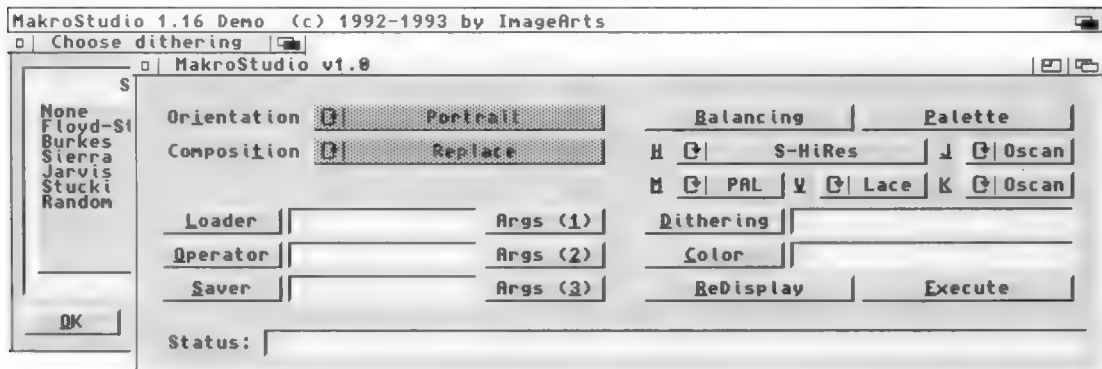 MakroStudio 1.16 Demo (c) 1992-1993 by ImageArts
Choose dithering
MakroStudio v1.0
S
None
Floyd-St
Burkes
Sierra
Jarvis
Stucki
Random
OK
Orientation Portrait
Composition Replace
Balancing Palette
H S-HiRes J Oscan
M PAL V Lace K Oscan
Loader Args (1)
Operator Args (2)
Saver Args (3)
Dithering
Color
ReDisplay Execute
Status: